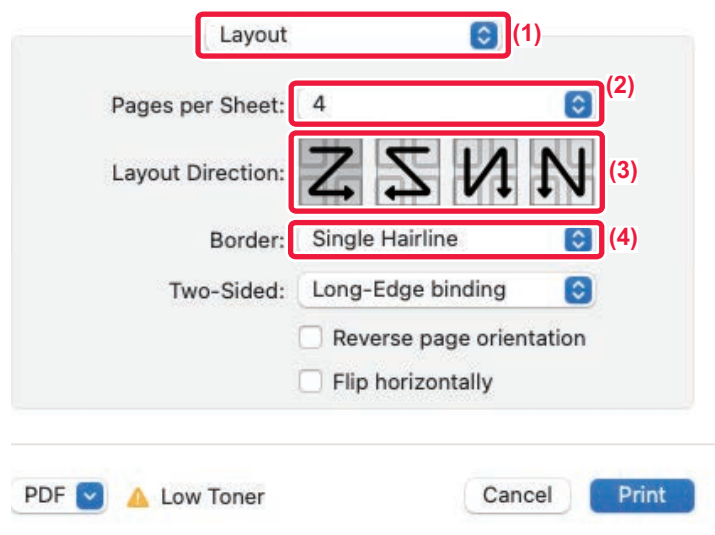 Layout (1)
Pages per Sheet: 4 (2)
Layout Direction: (3)
Border: Single Hairline (4)
Two-Sided: Long-Edge binding
Reverse page orientation
Flip horizontally
PDF Low Toner Cancel Print